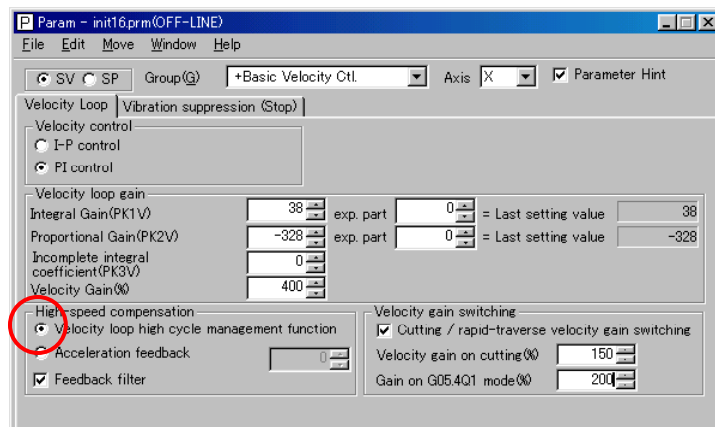 P Param - init16.prm(OFF-LINE)
File Edit Move Window Help
SV SP Group(G) +Basic Velocity Ctl. Axis X Parameter Hint
Velocity Loop Vibration suppression (Stop)
Velocity control
I-P control
PI control
Velocity loop gain
Integral Gain(PK1V) 38 exp. part 0 = Last setting value 38
Proportional Gain(PK2V) -328 exp. part 0 = Last setting value -328
Incomplete integral
coefficient(PK3V) 0
Velocity Gain(%) 400
High-speed compensation
Velocity loop high cycle management function
Acceleration feedback 0
Feedback filter
Velocity gain switching
Cutting / rapid-traverse velocity gain switching
Velocity gain on cutting(%) 150
Gain on G05.4Q1 mode(%) 200